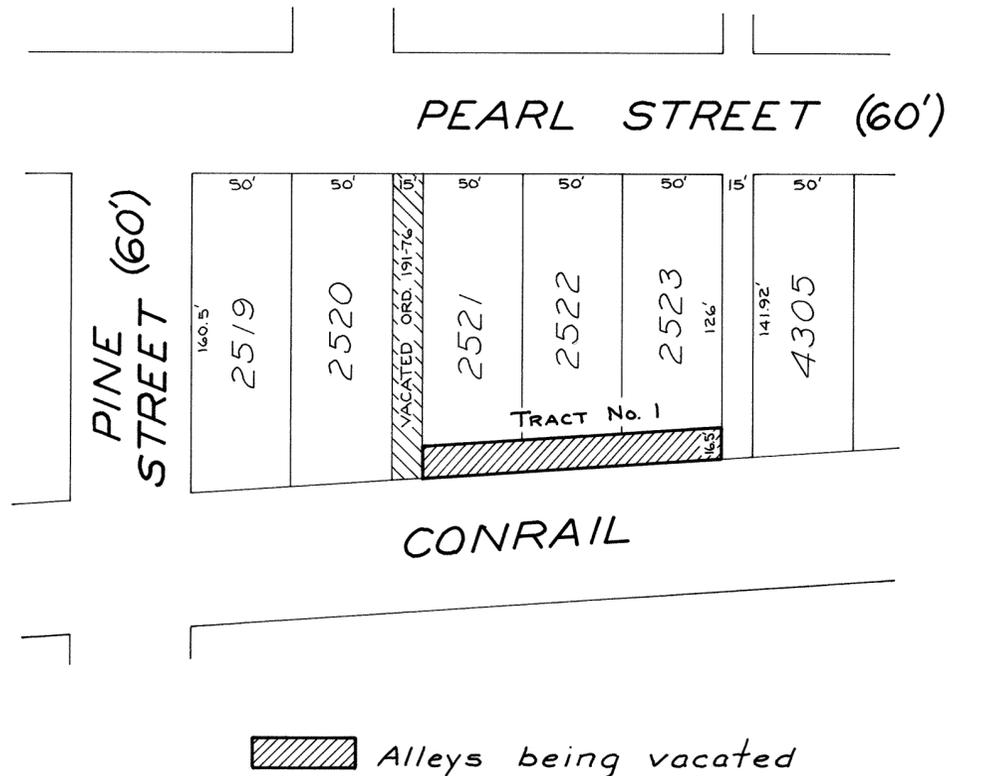 PEARL STREET (60')
50'
50'
15'
50'
50'
50'
15'
50'
PINE
STREET (60')
160.5'
2519
2520
VACATED ORD. 191-76
2521
2522
2523
126'
141.92'
4305
TRACT No. 1
16.5'
CONRAIL
Alleys being vacated